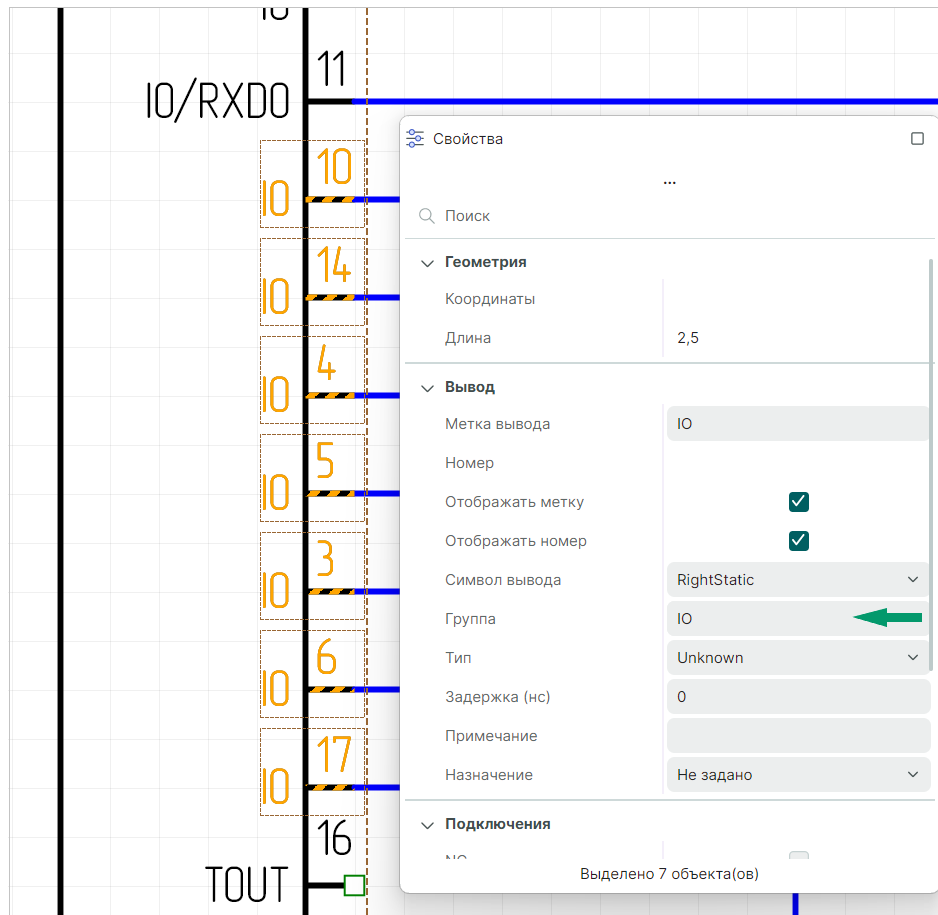 IO
11
IO/RXD0
10
IO
14
IO
4
IO
5
IO
3
IO
6
IO
17
IO
16
TOUT
Свойства
...
Поиск
Геометрия
Координаты
Длина 2,5
Вывод
Метка вывода IO
Номер
Отображать метку
Отображать номер
Символ вывода RightStatic
Группа IO
Тип Unknown
Задержка (нс) 0
Примечание
Назначение Не задано
Подключения
Выделено 7 объекта(ов)